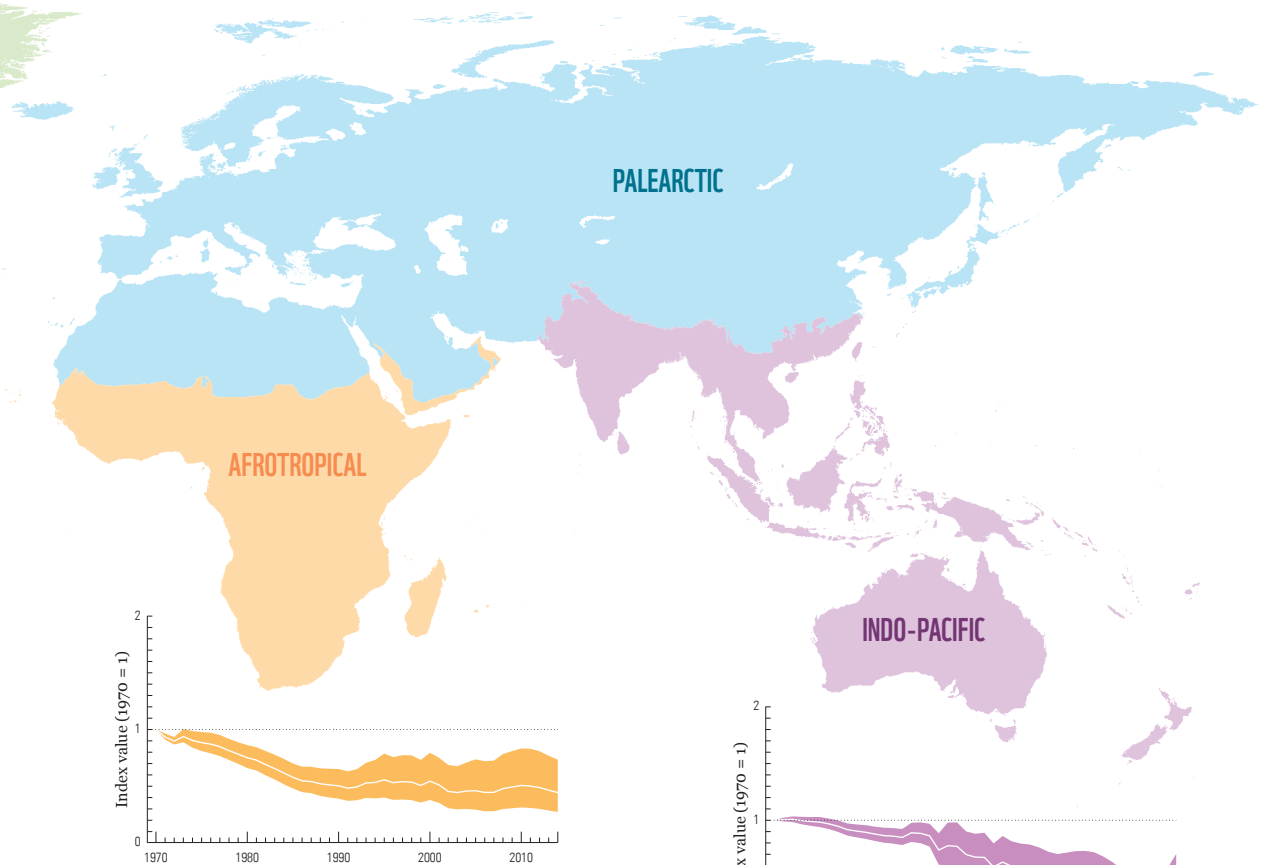 PALEARCTIC
AFROTROPICAL
INDO-PACIFIC
2
1
0
Index value (1970 = 1)
1970 1980 1990 2000 2010
2
1
value (1970 = 1)